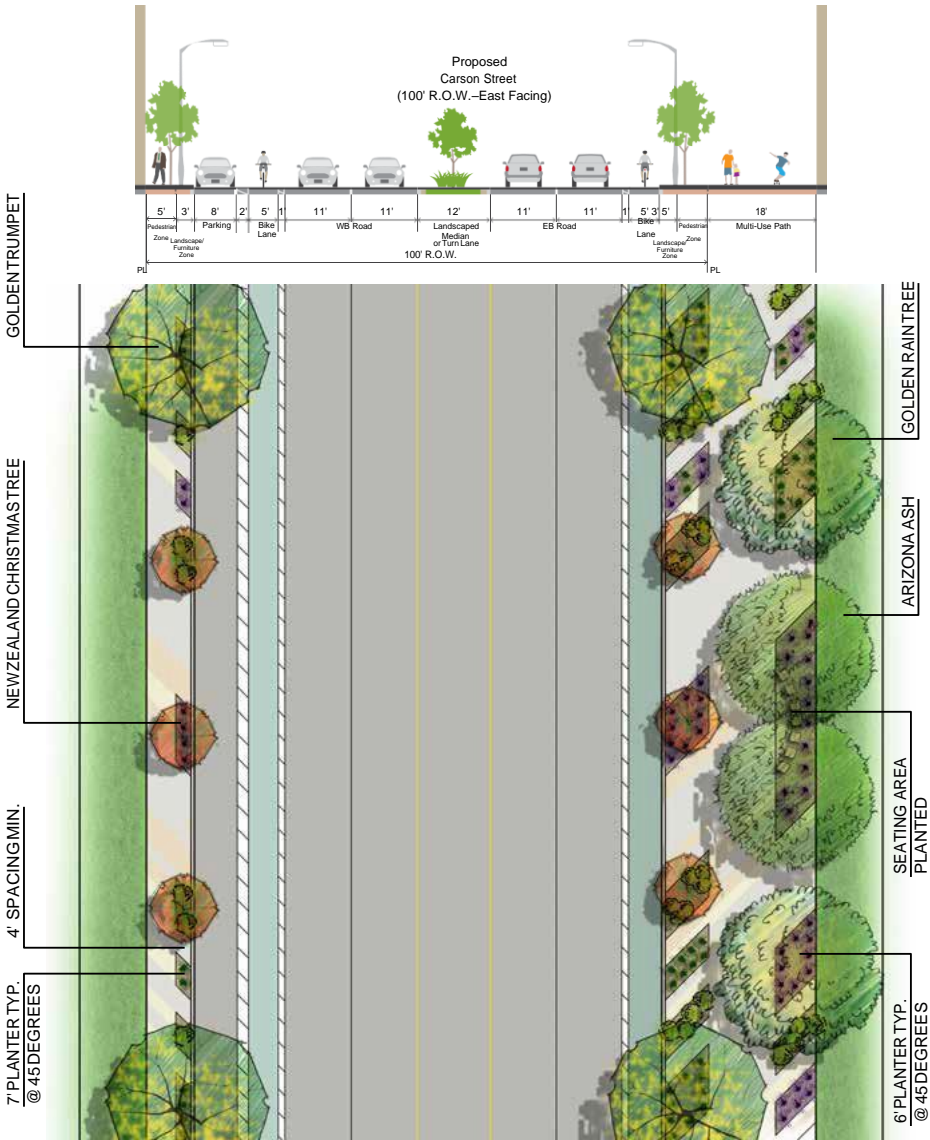 Proposed
Carson Street
(100' R.O.W.–East Facing)
5' 3' 8' 2' 5' 1' 11' 11' 12' 11' 11' 1' 5' 3' 5' 18'
Pedestrian Zone
Landscape/ Furniture Zone
Parking
Bike Lane
WB Road
Landscaped Median or Turn Lane
EB Road
Bike Lane
Landscape/ Furniture Zone
Pedestrian Zone
Multi-Use Path
100' R.O.W.
PL
PL
GOLDEN TRUMPET
NEW ZEALAND CHRISTMAS TREE
4' SPACING MIN.
7' PLANTER TYP.
@ 45 DEGREES
GOLDEN RAINTREE
ARIZONA ASH
SEATING AREA
PLANTED
6' PLANTER TYP.
@ 45 DEGREES